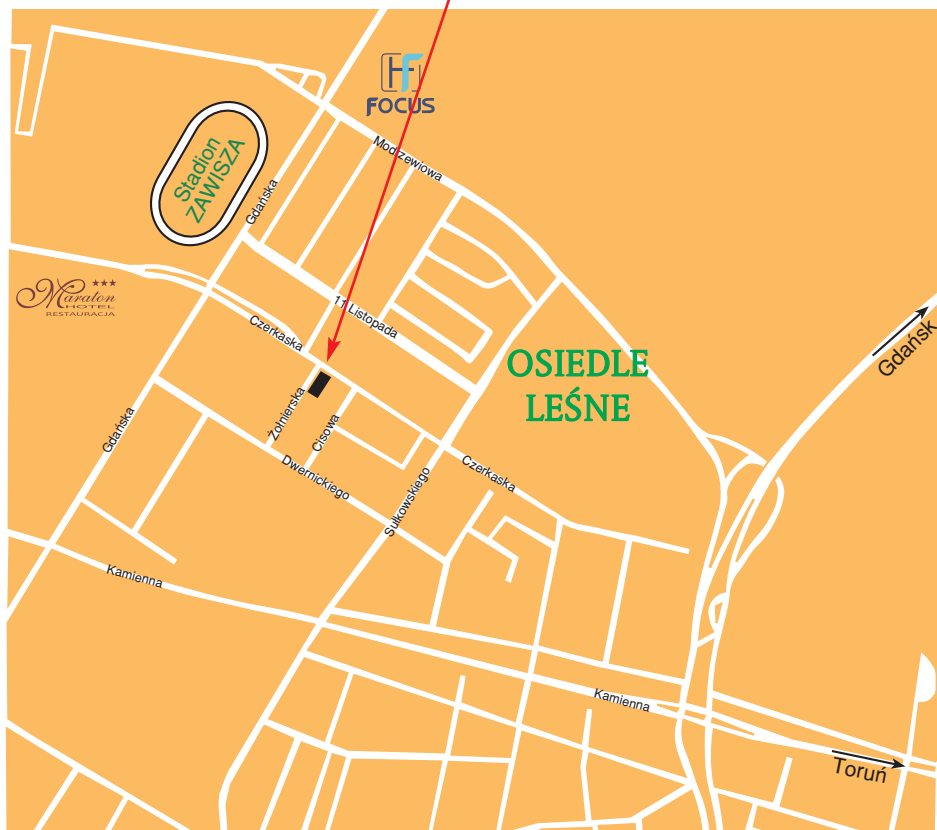 FOCUS
Modrzewiowa
Stadion
ZAWISZA
Gdańska
Maraton
HOTEL
RESTAURACJA
11 Listopada
Czerkaska
Gdańsk
OSIEDLE
LEŚNE
Żołnierska
Cisowa
Gdańska
Dwernickiego
Czerkaska
Sułkowskiego
Kamienna
Kamienna
Toruń